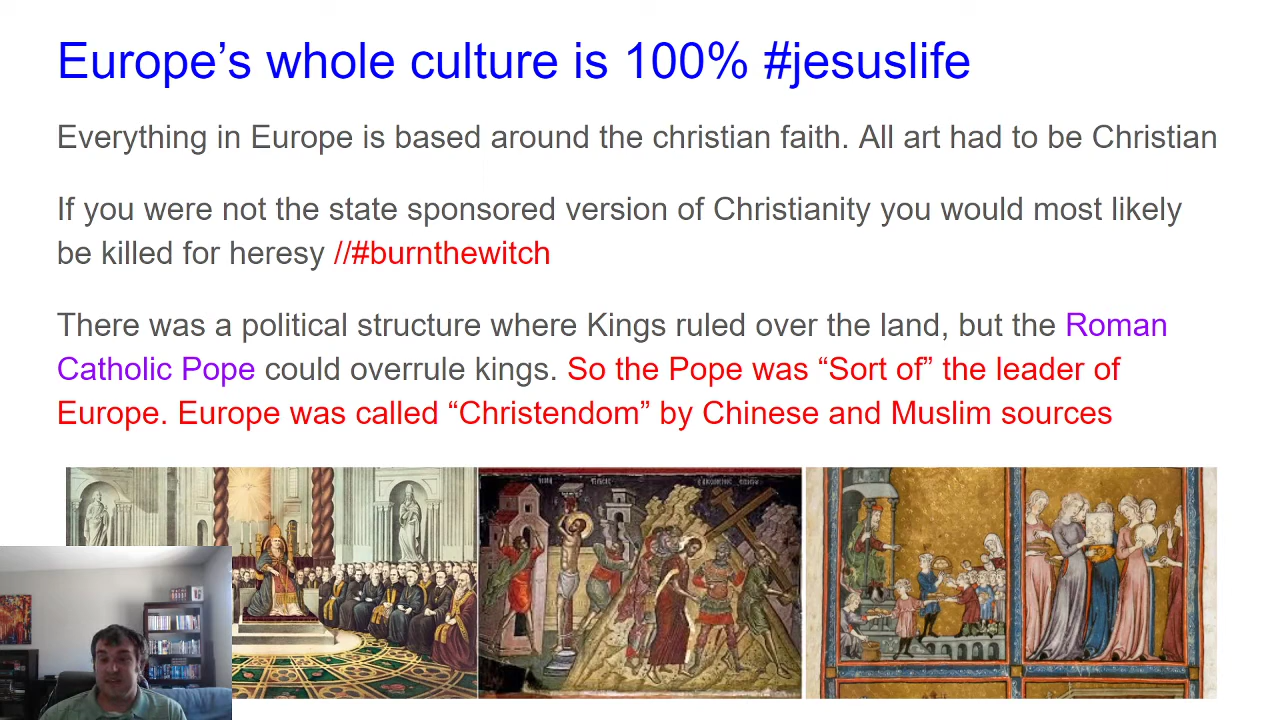 Europe’s whole culture is 100% #jesuslife
Everything in Europe is based around the christian faith. All art had to be Christian
If you were not the state sponsored version of Christianity you would most likely
be killed for heresy //#burnthewitch
There was a political structure where Kings ruled over the land, but the Roman
Catholic Pope could overrule kings. So the Pope was “Sort of” the leader of
Europe. Europe was called “Christendom” by Chinese and Muslim sources